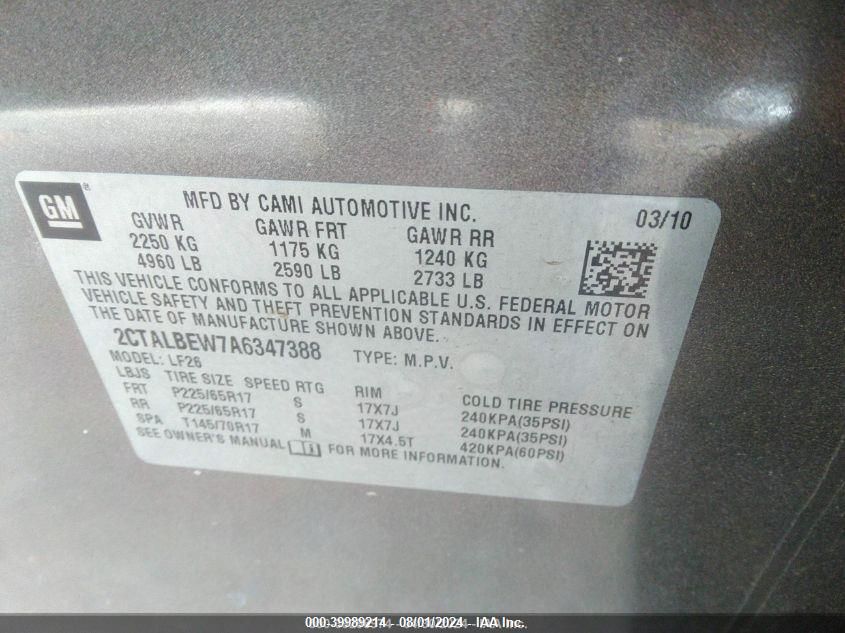 GM ®
MFD BY CAMI AUTOMOTIVE INC. 03/10
GVWR GAWR FRT GAWR RR
2250 KG 1175 KG 1240 KG
4960 LB 2590 LB 2733 LB
THIS VEHICLE CONFORMS TO ALL APPLICABLE U.S. FEDERAL MOTOR
VEHICLE SAFETY AND THEFT PREVENTION STANDARDS IN EFFECT ON
THE DATE OF MANUFACTURE SHOWN ABOVE.
2CTALBEW7A6347388 TYPE: M.P.V.
MODEL: LF26
LBJS TIRE SIZE SPEED RTG RIM COLD TIRE PRESSURE
FRT P225/65R17 S 17X7J 240KPA(35PSI)
RR P225/65R17 S 17X7J 240KPA(35PSI)
SPA T145/70R17 M 17X4.5T 420KPA(60PSI)
SEE OWNER'S MANUAL FOR MORE INFORMATION.
000-39989214 - 08/01/2024 - IAA Inc.